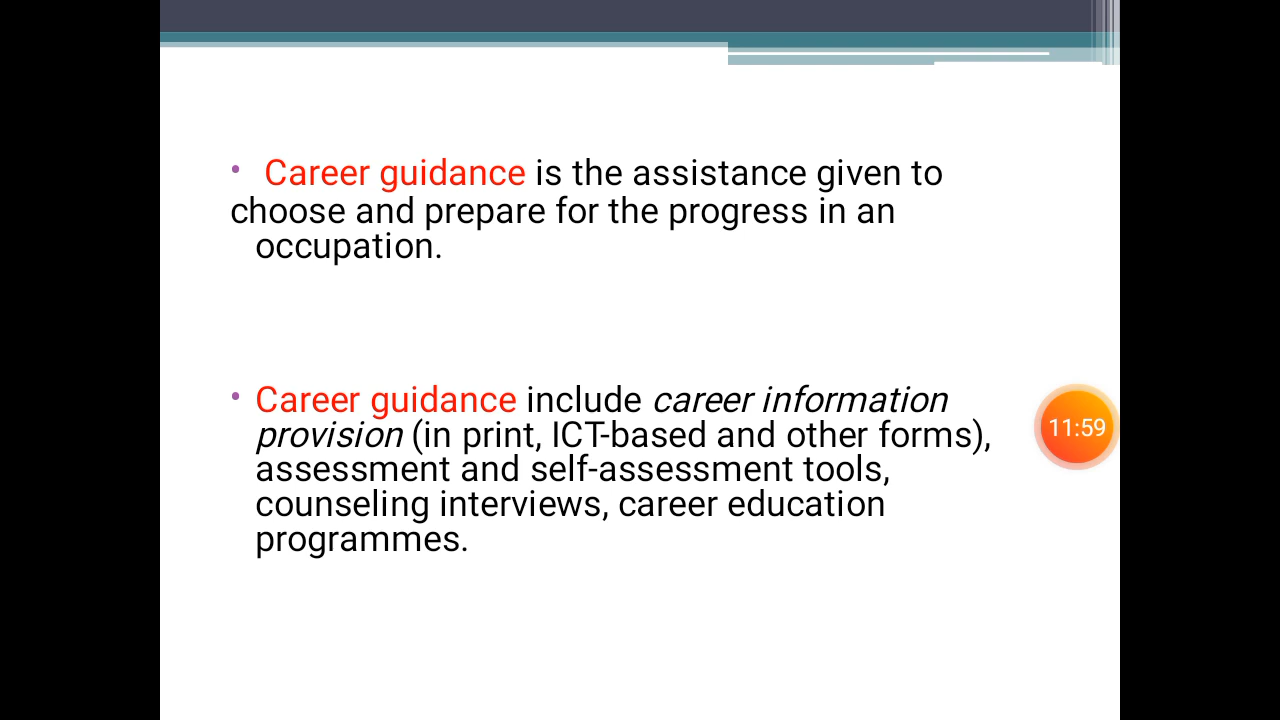 • Career guidance is the assistance given to
choose and prepare for the progress in an
occupation.
• Career guidance include career information
provision (in print, ICT-based and other forms),
assessment and self-assessment tools,
counseling interviews, career education
programmes.
11:59